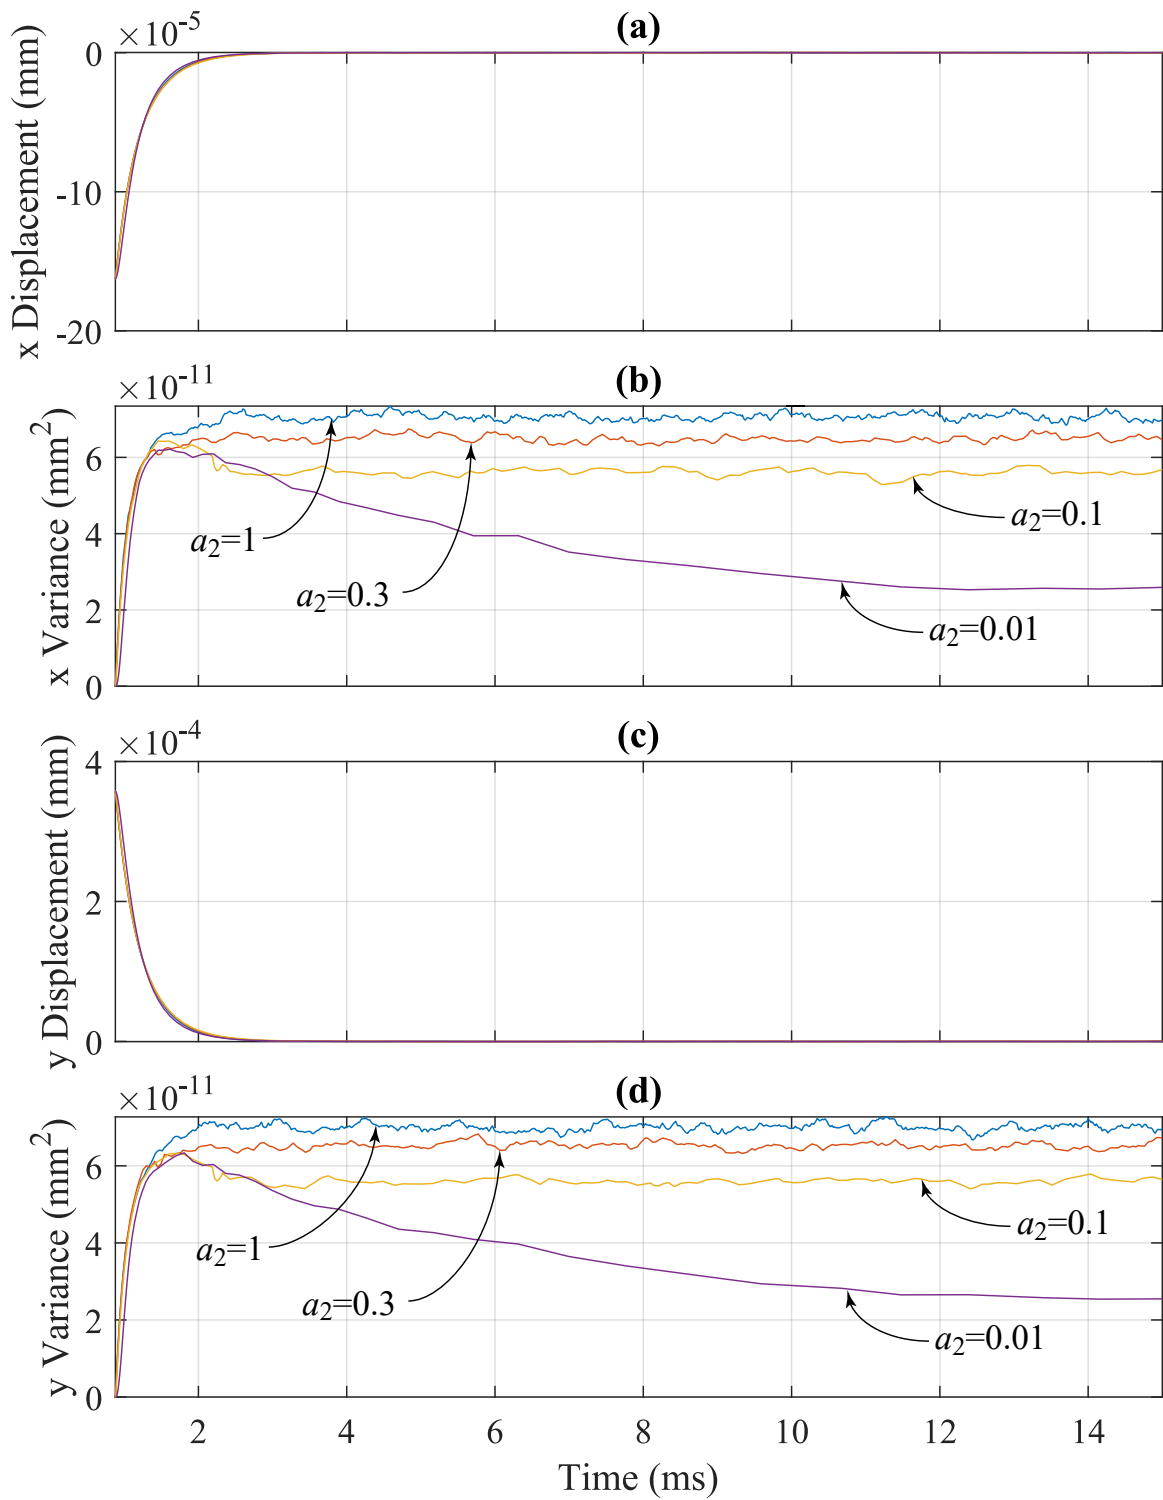 (a)
×10-5
0
-10
-20
x Displacement (mm)
(b)
×10-11
6
4
2
0
x Variance (mm2)
a2=1
a2=0.3
a2=0.1
a2=0.01
(c)
×10-4
4
2
0
y Displacement (mm)
(d)
×10-11
6
4
2
0
y Variance (mm2)
a2=1
a2=0.3
a2=0.1
a2=0.01
2 4 6 8 10 12 14
Time (ms)